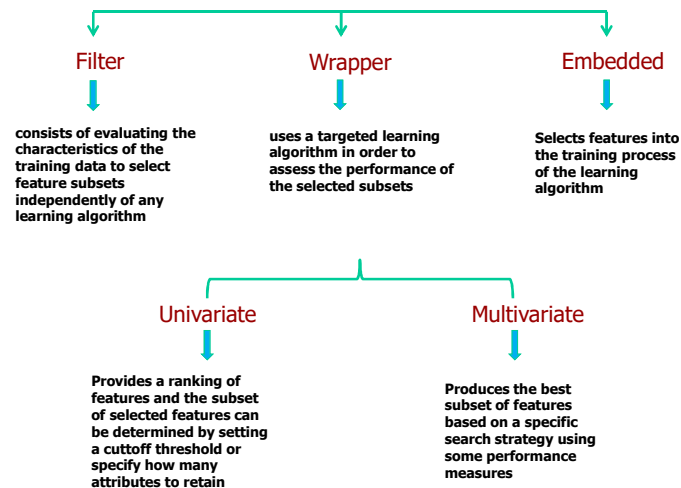 Filter
Wrapper
Embedded
consists of evaluating the
characteristics of the
training data to select
feature subsets
independently of any
learning algorithm
uses a targeted learning
algorithm in order to
assess the performance of
the selected subsets
Selects features into
the training process
of the learning
algorithm
Univariate
Multivariate
Provides a ranking of
features and the subset
of selected features can
be determined by setting
a cuttoff threshold or
specify how many
attributes to retain
Produces the best
subset of features
based on a specific
search strategy using
some performance
measures